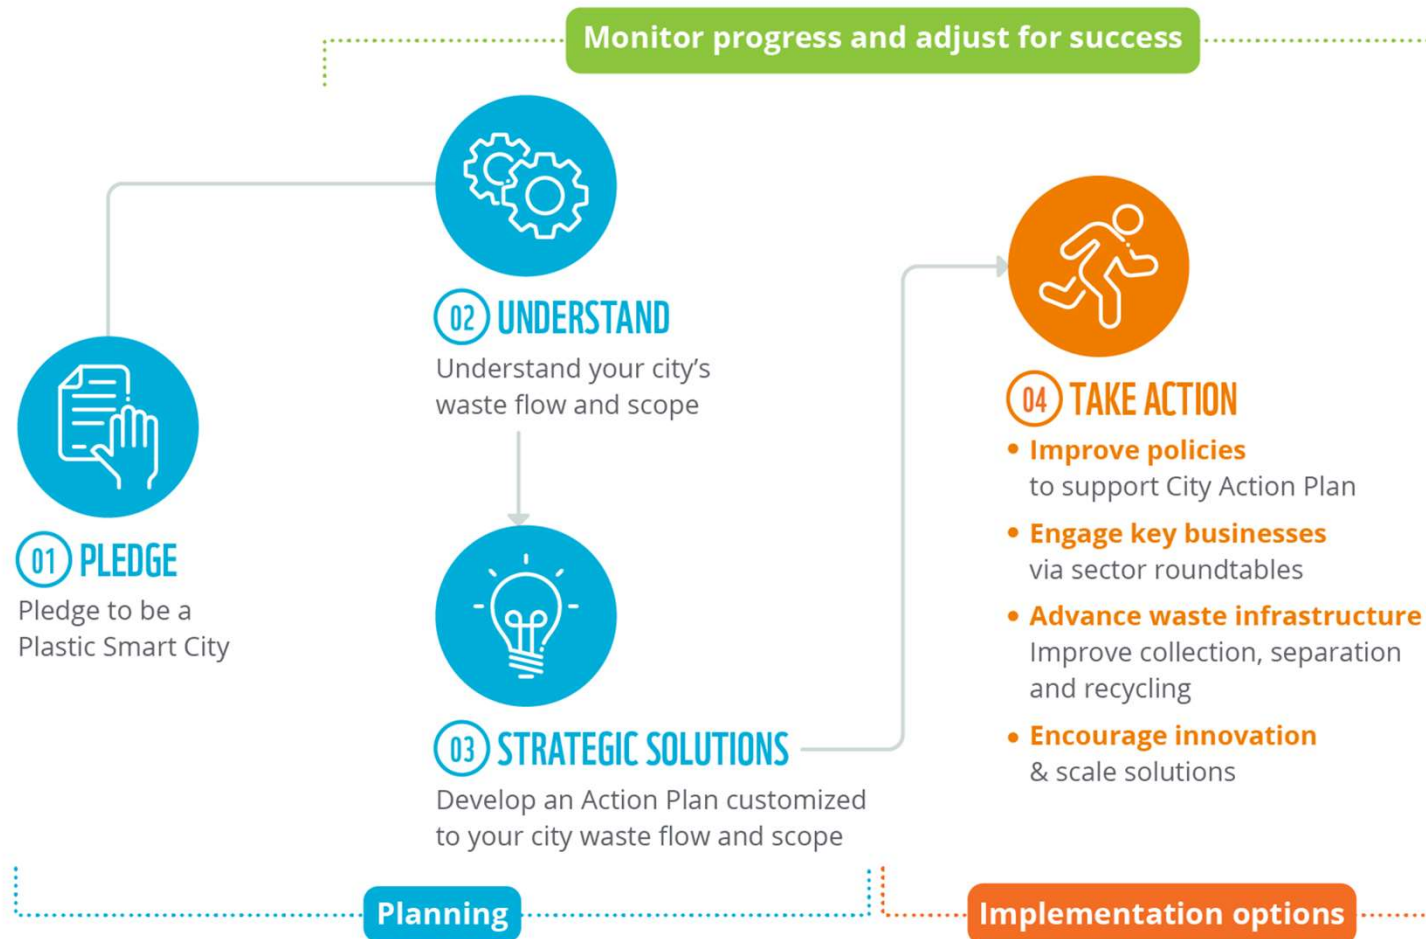 Monitor progress and adjust for success
01 PLEDGE
Pledge to be a
Plastic Smart City
02 UNDERSTAND
Understand your city’s
waste flow and scope
03 STRATEGIC SOLUTIONS
Develop an Action Plan customized
to your city waste flow and scope
04 TAKE ACTION
• Improve policies
to support City Action Plan
• Engage key businesses
via sector roundtables
• Advance waste infrastructure
Improve collection, separation
and recycling
• Encourage innovation
& scale solutions
Planning
Implementation options